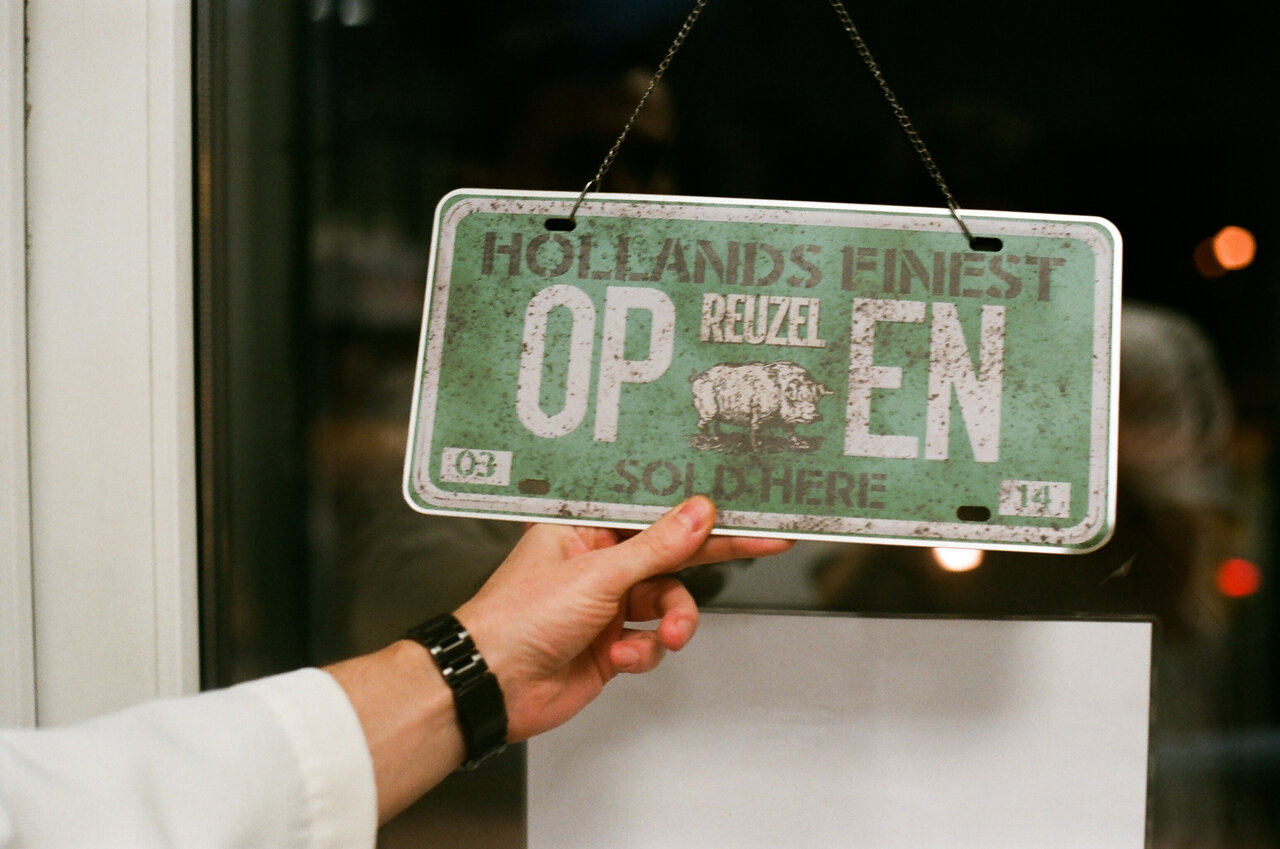 HOLLANDS FINEST
OP REUZEL EN
03 SOLD HERE 14